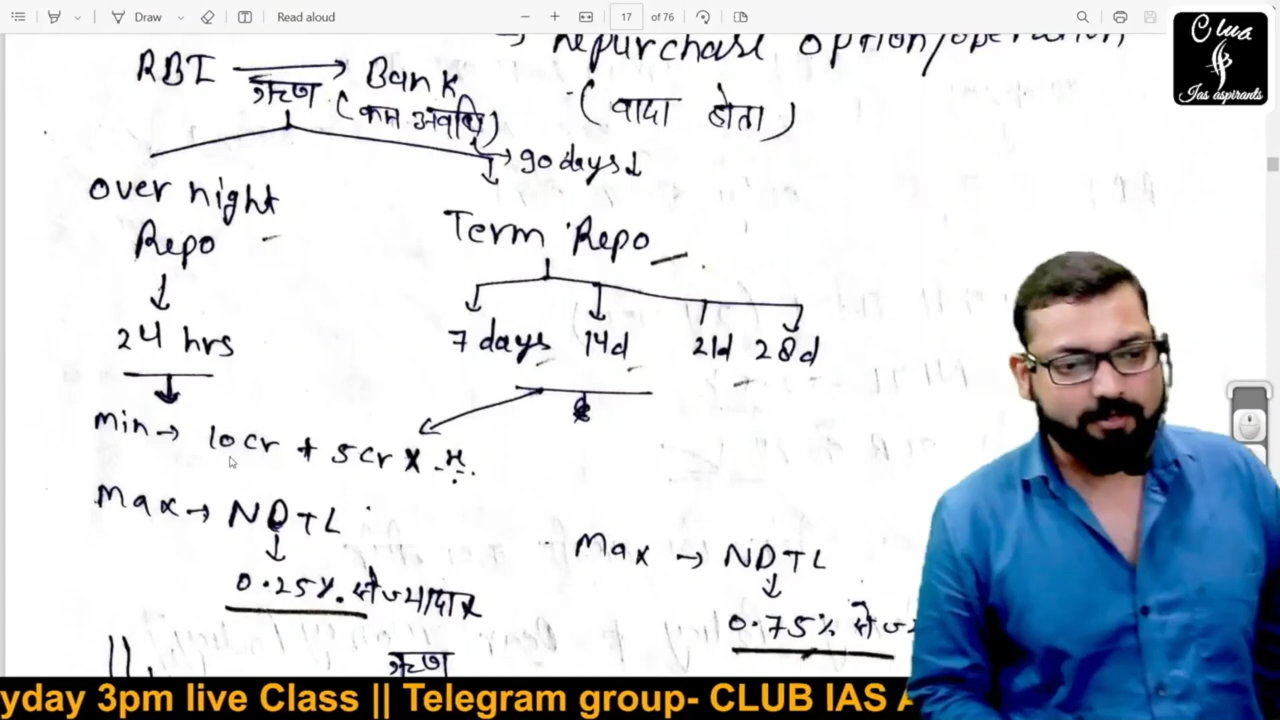 Draw
Read aloud
17 of 76
Clua
Ias aspirants
→ Repurchase option/operation
RBI → Bank
ऋण
(कम अवधि)
(वादा होता)
→ 90 days ↓
over night
Repo
Term Repo
24 hrs
7 days 14d 21d 28d
Min → 10cr + 5cr X
Max → NDTL
Max → NDTL
0.25%. से ज्यादा x
0.75% से
11.
ऋण
yday 3pm live Class || Telegram group- CLUB IAS A